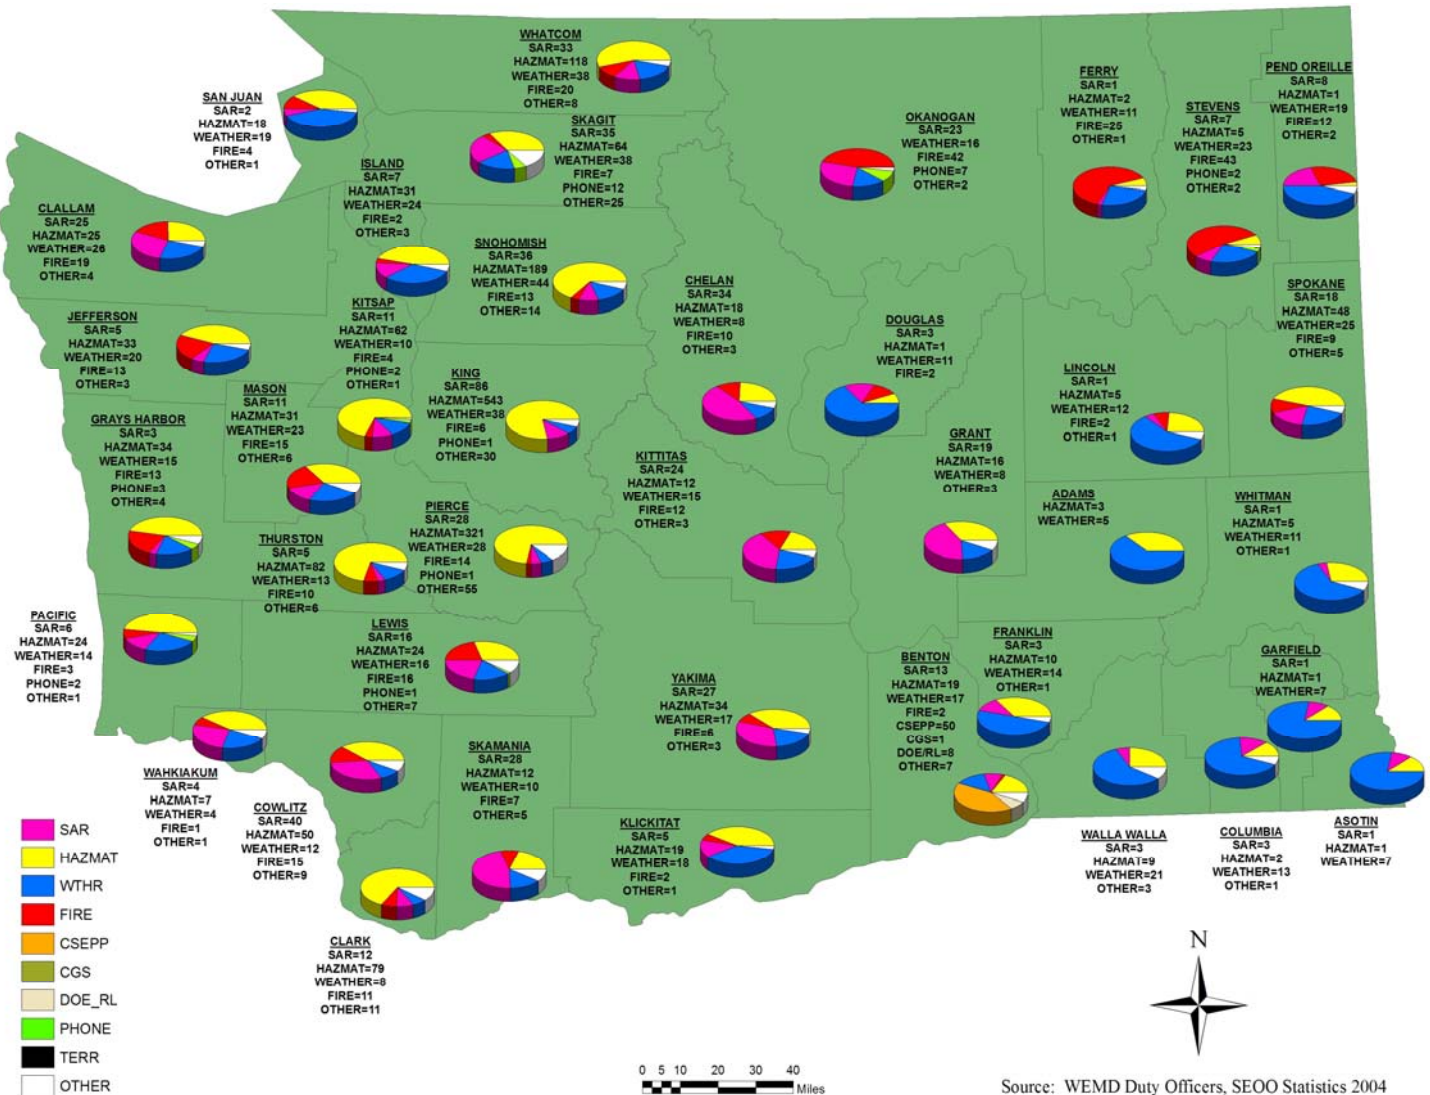 WHATCOM
SAR=33
HAZMAT=118
WEATHER=38
FIRE=20
OTHER=8
SAN JUAN
SAR=2
HAZMAT=18
WEATHER=19
FIRE=4
OTHER=1
SKAGIT
SAR=35
HAZMAT=64
WEATHER=38
FIRE=7
PHONE=12
OTHER=25
ISLAND
SAR=7
HAZMAT=31
WEATHER=24
FIRE=2
OTHER=3
OKANOGAN
SAR=23
WEATHER=16
FIRE=42
PHONE=7
OTHER=2
FERRY
SAR=1
HAZMAT=2
WEATHER=11
FIRE=25
OTHER=1
STEVENS
SAR=7
HAZMAT=5
WEATHER=23
FIRE=43
PHONE=2
OTHER=2
PEND OREILLE
SAR=8
HAZMAT=1
WEATHER=19
FIRE=12
OTHER=2
CLALLAM
SAR=25
HAZMAT=25
WEATHER=26
FIRE=19
OTHER=4
SNOHOMISH
SAR=36
HAZMAT=189
WEATHER=44
FIRE=13
OTHER=14
CHELAN
SAR=34
HAZMAT=18
WEATHER=8
FIRE=10
OTHER=3
DOUGLAS
SAR=3
HAZMAT=1
WEATHER=11
FIRE=2
SPOKANE
SAR=18
HAZMAT=48
WEATHER=25
FIRE=9
OTHER=5
JEFFERSON
SAR=5
HAZMAT=33
WEATHER=20
FIRE=13
OTHER=3
KITSAP
SAR=11
HAZMAT=62
WEATHER=10
FIRE=4
PHONE=2
OTHER=1
MASON
SAR=11
HAZMAT=31
WEATHER=23
FIRE=15
OTHER=6
KING
SAR=86
HAZMAT=543
WEATHER=38
FIRE=6
PHONE=1
OTHER=30
LINCOLN
SAR=1
HAZMAT=5
WEATHER=12
FIRE=2
OTHER=1
GRAYS HARBOR
SAR=3
HAZMAT=34
WEATHER=15
FIRE=13
PHONE=3
OTHER=4
KITTITAS
SAR=24
HAZMAT=12
WEATHER=15
FIRE=12
OTHER=3
GRANT
SAR=19
HAZMAT=16
WEATHER=8
OTHER=3
ADAMS
HAZMAT=3
WEATHER=5
WHITMAN
SAR=1
HAZMAT=5
WEATHER=11
OTHER=1
THURSTON
SAR=5
HAZMAT=82
WEATHER=13
FIRE=10
OTHER=6
PIERCE
SAR=28
HAZMAT=321
WEATHER=28
FIRE=14
PHONE=1
OTHER=55
PACIFIC
SAR=6
HAZMAT=24
WEATHER=14
FIRE=3
PHONE=2
OTHER=1
LEWIS
SAR=16
HAZMAT=24
WEATHER=16
FIRE=16
PHONE=1
OTHER=7
YAKIMA
SAR=27
HAZMAT=34
WEATHER=17
FIRE=6
OTHER=3
BENTON
SAR=13
HAZMAT=19
WEATHER=17
FIRE=2
CSEPP=50
CGS=1
DOE/RL=8
OTHER=7
FRANKLIN
SAR=3
HAZMAT=10
WEATHER=14
OTHER=1
GARFIELD
SAR=1
HAZMAT=1
WEATHER=7
WAHKIAKUM
SAR=4
HAZMAT=7
WEATHER=4
FIRE=1
OTHER=1
COWLITZ
SAR=40
HAZMAT=50
WEATHER=12
FIRE=15
OTHER=9
SKAMANIA
SAR=28
HAZMAT=12
WEATHER=10
FIRE=7
OTHER=5
KLICKITAT
SAR=5
HAZMAT=19
WEATHER=18
FIRE=2
OTHER=1
WALLA WALLA
SAR=3
HAZMAT=9
WEATHER=21
OTHER=3
COLUMBIA
SAR=3
HAZMAT=2
WEATHER=13
OTHER=1
ASOTIN
SAR=1
HAZMAT=1
WEATHER=7
CLARK
SAR=12
HAZMAT=79
WEATHER=8
FIRE=11
OTHER=11
SAR
HAZMAT
WTHR
FIRE
CSEPP
CGS
DOE_RL
PHONE
TERR
OTHER
N
0 5 10 20 30 40
Miles
Source: WEMD Duty Officers, SEOO Statistics 2004